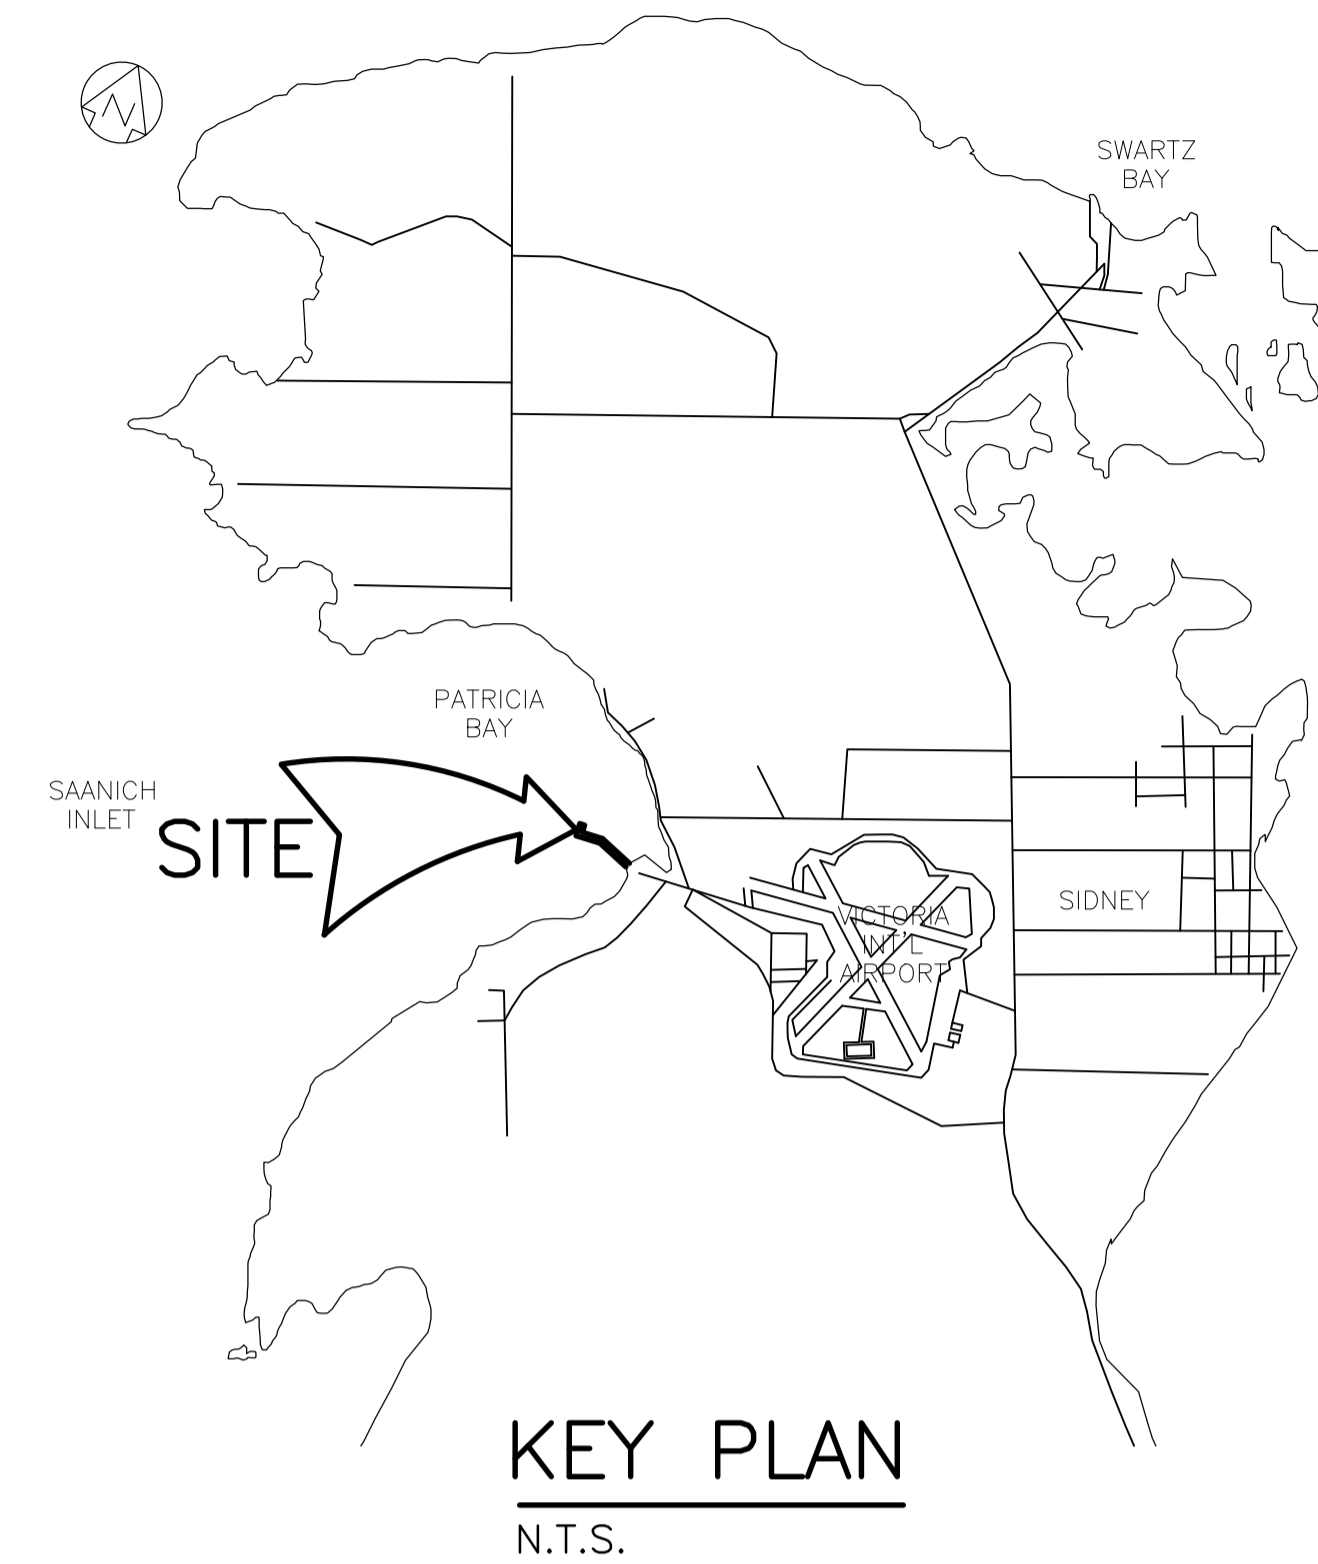 N
SWARTZ
BAY
PATRICIA
BAY
SAANICH
INLET
SITE
SIDNEY
VICTORIA
INT'L
AIRPORT
KEY PLAN
N.T.S.